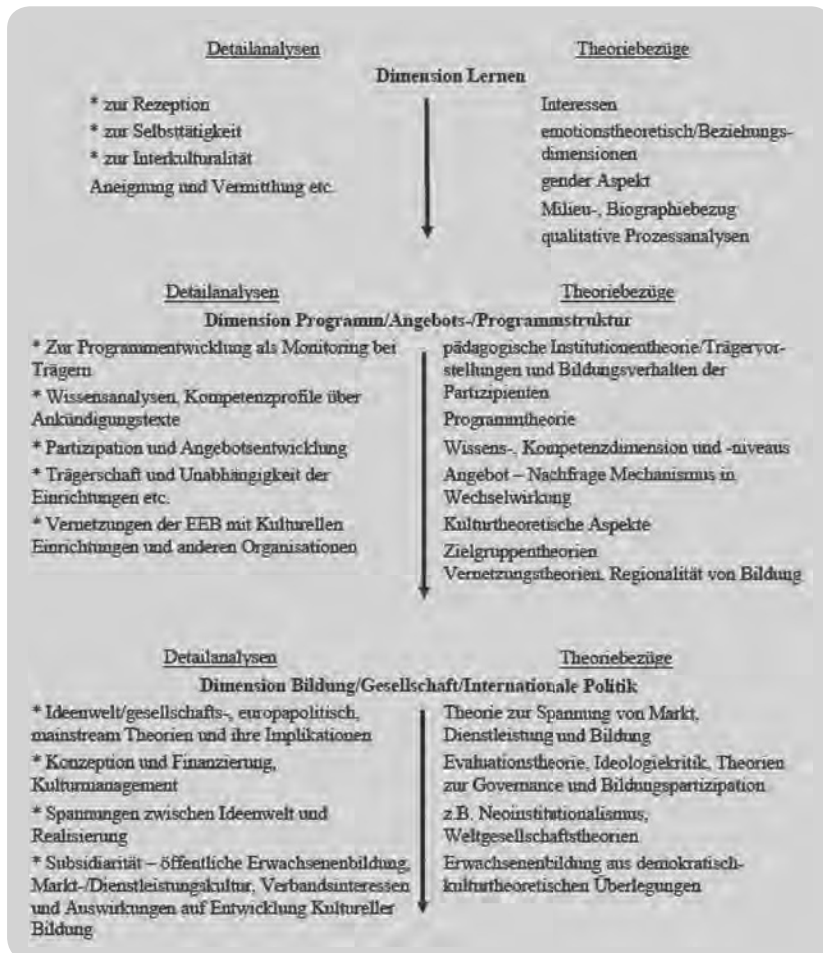 Detailanalysen
Theoriebezüge
Dimension Lernen
* zur Rezeption
* zur Selbsttätigkeit
* zur Interkulturalität
Aneignung und Vermittlung etc.
Interessen
emotionstheoretisch/Beziehungs-
dimensionen
gender Aspekt
Milieu-, Biographiebezug
qualitative Prozessanalysen
Detailanalysen
Theoriebezüge
Dimension Programm/Angebots-/Programmstruktur
* Zur Programmentwicklung als Monitoring bei
Trägern
* Wissensanalysen, Kompetenzprofile über
Ankündigungstexte
* Partizipation und Angebotsentwicklung
* Trägerschaft und Unabhängigkeit der
Einrichtungen etc.
* Vernetzungen der EEB mit Kulturellen
Einrichtungen und anderen Organisationen
pädagogische Institutionentheorie/Trägervor-
stellungen und Bildungsverhalten der
Partizipienten
Programmtheorie
Wissens-, Kompetenzdimension und -niveaus
Angebot – Nachfrage Mechanismus in
Wechselwirkung
Kulturtheoretische Aspekte
Zielgruppentheorien
Vernetzungstheorien, Regionalität von Bildung
Detailanalysen
Theoriebezüge
Dimension Bildung/Gesellschaft/Internationale Politik
* Ideenwelt/gesellschafts-, europapolitisch,
mainstream Theorien und ihre Implikationen
* Konzeption und Finanzierung,
Kulturmanagement
* Spannungen zwischen Ideenwelt und
Realisierung
* Subsidiarität – öffentliche Erwachsenenbildung,
Markt-/Dienstleistungskultur, Verbandsinteressen
und Auswirkungen auf Entwicklung Kultureller
Bildung
Theorie zur Spannung von Markt,
Dienstleistung und Bildung
Evaluationstheorie, Ideologiekritik, Theorien
zur Governance und Bildungspartizipation
z.B. Neoinstitutionalismus,
Weltgesellschaftstheorien
Erwachsenenbildung aus demokratisch-
kulturtheoretischen Überlegungen